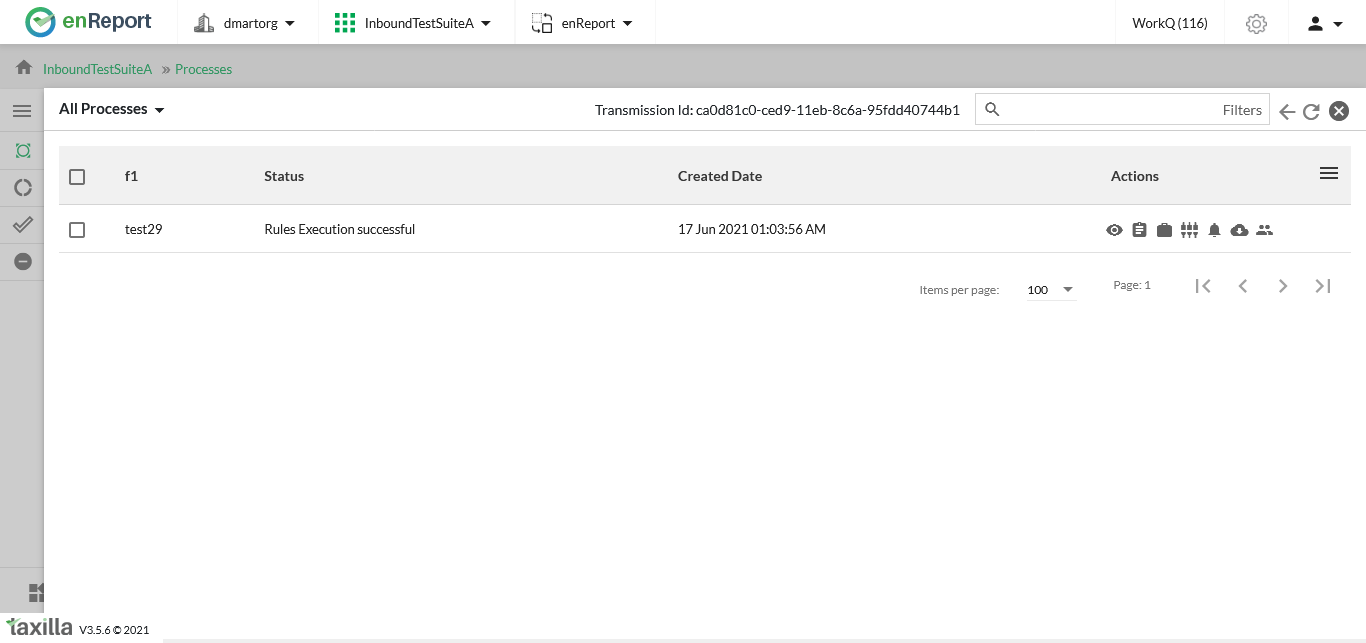 enReport dmartorg InboundTestSuiteA enReport WorkQ (116)
InboundTestSuiteA » Processes
All Processes Transmission Id: ca0d81c0-ced9-11eb-8c6a-95fdd40744b1 Filters
f1 Status Created Date Actions
test29 Rules Execution successful 17 Jun 2021 01:03:56 AM
Items per page: 100 Page: 1
taxilla V3.5.6 © 2021